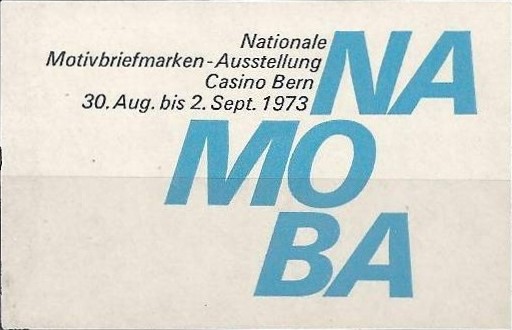 Nationale
Motivbriefmarken-Ausstellung
Casino Bern
30. Aug. bis 2. Sept. 1973
NA
MO
BA